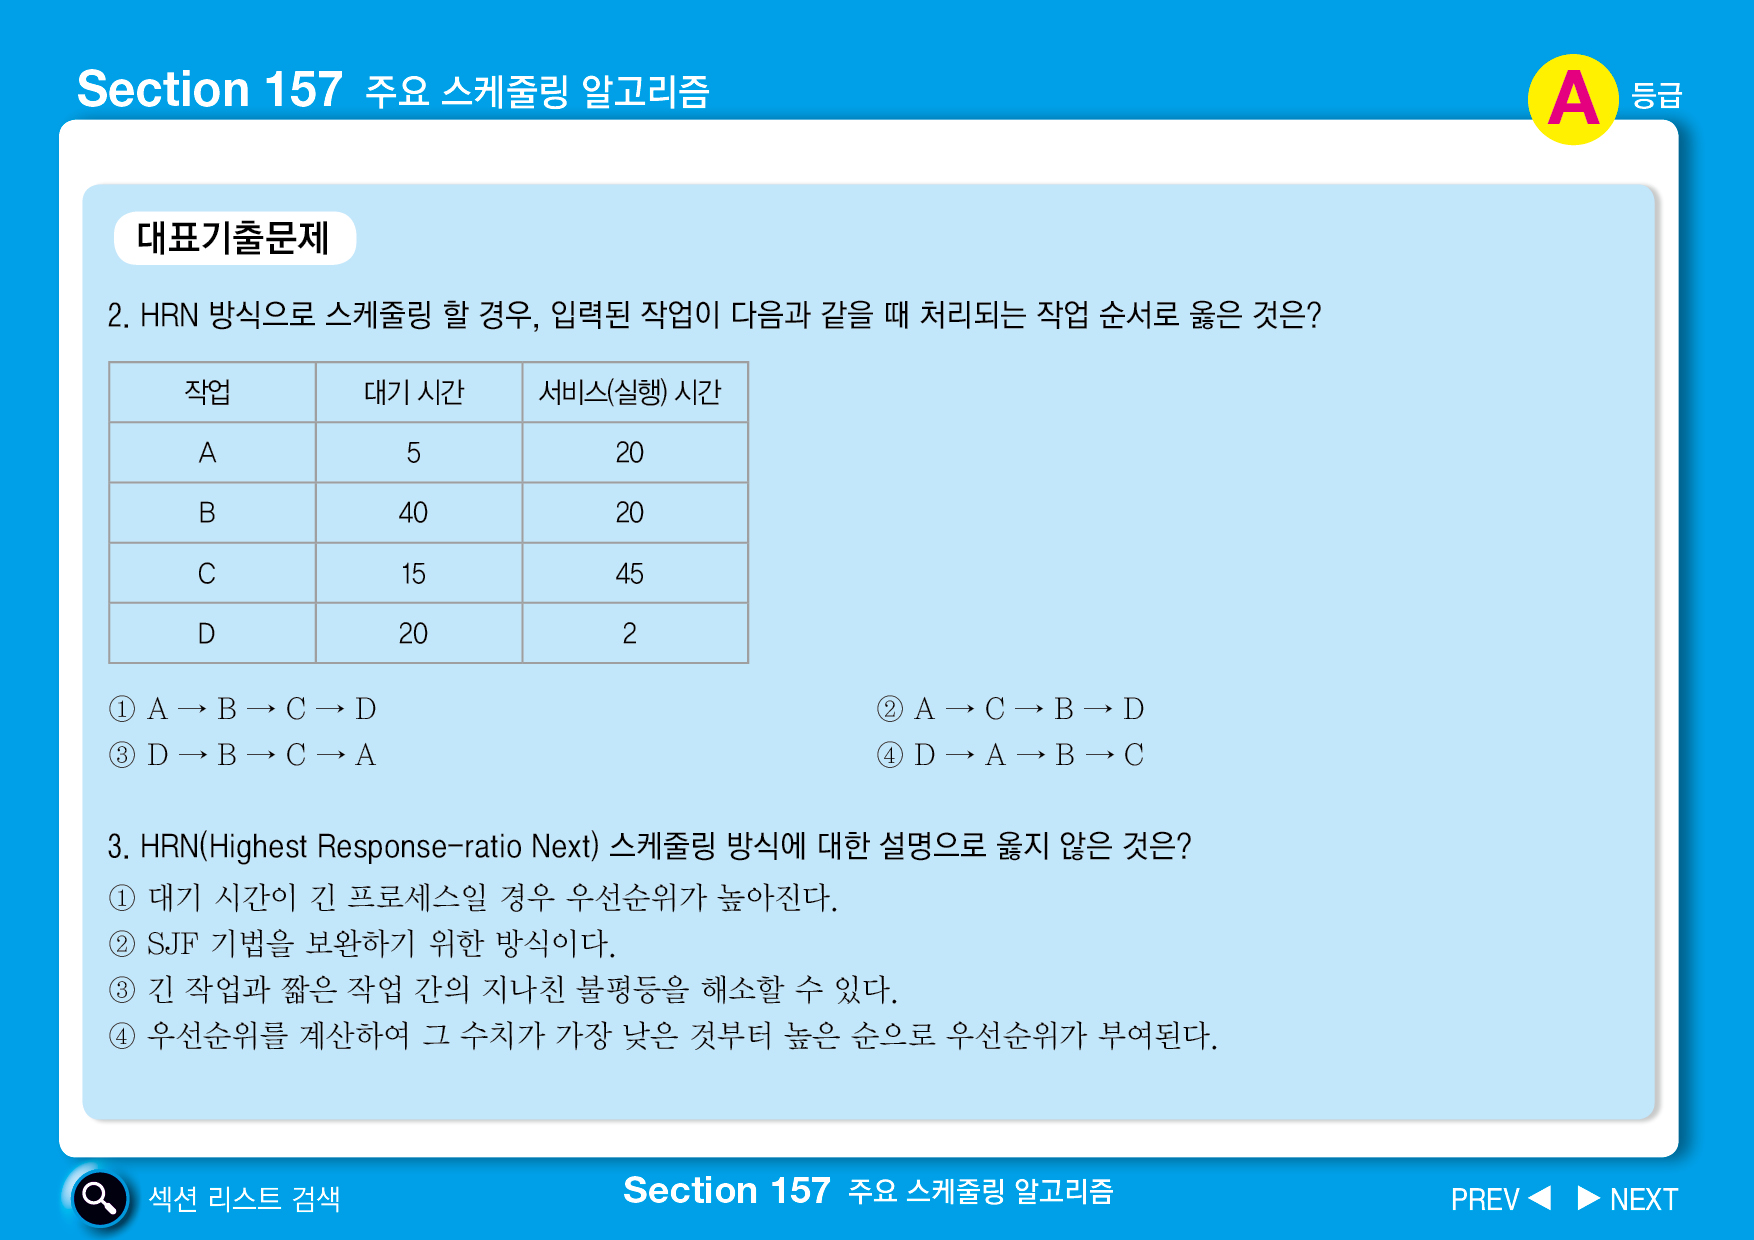 Section 157 주요 스케줄링 알고리즘
A 등급
대표기출문제
2. HRN 방식으로 스케줄링 할 경우, 입력된 작업이 다음과 같을 때 처리되는 작업 순서로 옳은 것은?
작업 대기 시간 서비스(실행) 시간
A 5 20
B 40 20
C 15 45
D 20 2
① A → B → C → D ② A → C → B → D
③ D → B → C → A ④ D → A → B → C
3. HRN(Highest Response-ratio Next) 스케줄링 방식에 대한 설명으로 옳지 않은 것은?
① 대기 시간이 긴 프로세스일 경우 우선순위가 높아진다.
② SJF 기법을 보완하기 위한 방식이다.
③ 긴 작업과 짧은 작업 간의 지나친 불평등을 해소할 수 있다.
④ 우선순위를 계산하여 그 수치가 가장 낮은 것부터 높은 순으로 우선순위가 부여된다.
섹션 리스트 검색 Section 157 주요 스케줄링 알고리즘 PREV ◀ ▶ NEXT